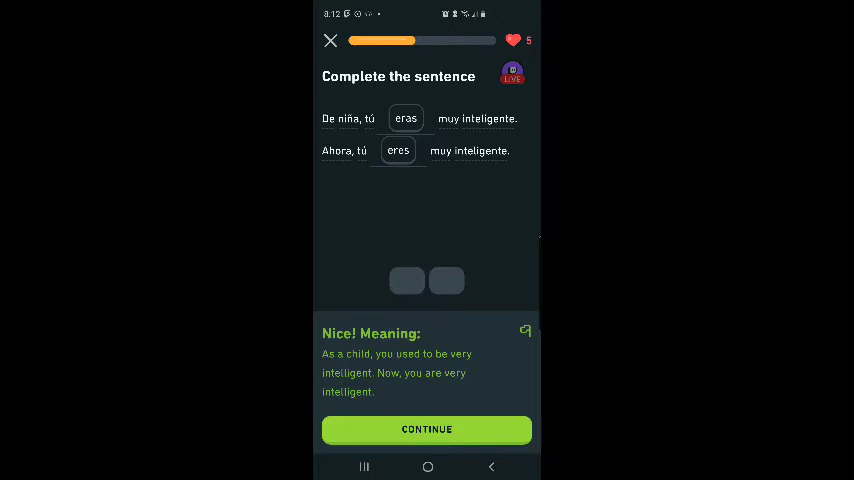 8:12
5
Complete the sentence
LIVE
De niña, tú eras muy inteligente.
Ahora, tú eres muy inteligente.
Nice! Meaning:
As a child, you used to be very
intelligent. Now, you are very
intelligent.
CONTINUE